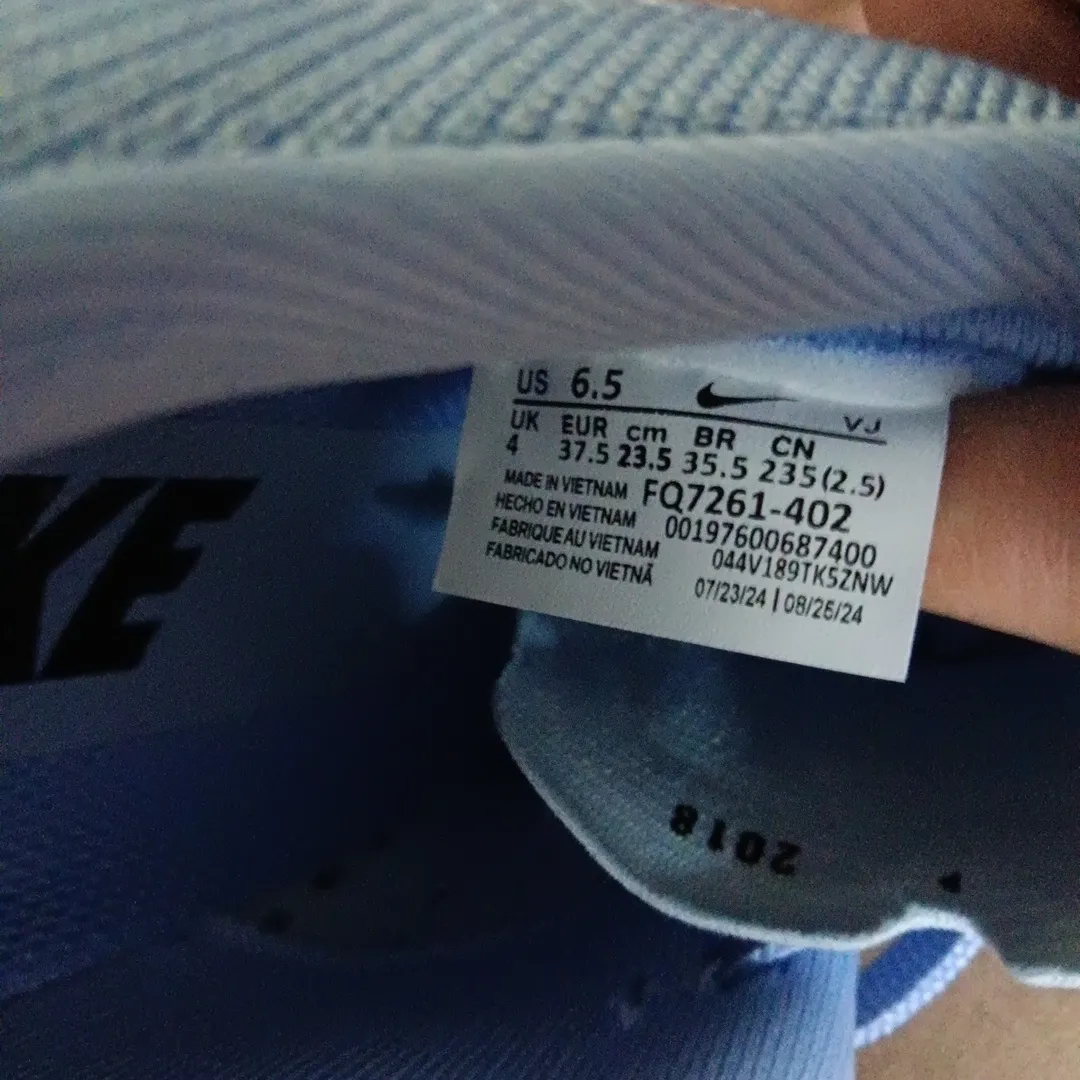 US 6.5
VJ
UK EUR cm BR CN
4 37.5 23.5 35.5 235(2.5)
MADE IN VIETNAM FQ7261-402
HECHO EN VIETNAM 00197600687400
FABRIQUE AU VIETNAM 044V189TK5ZNW
FABRICADO NO VIETNÃ 07/23/24 | 08/26/24
KE
2018